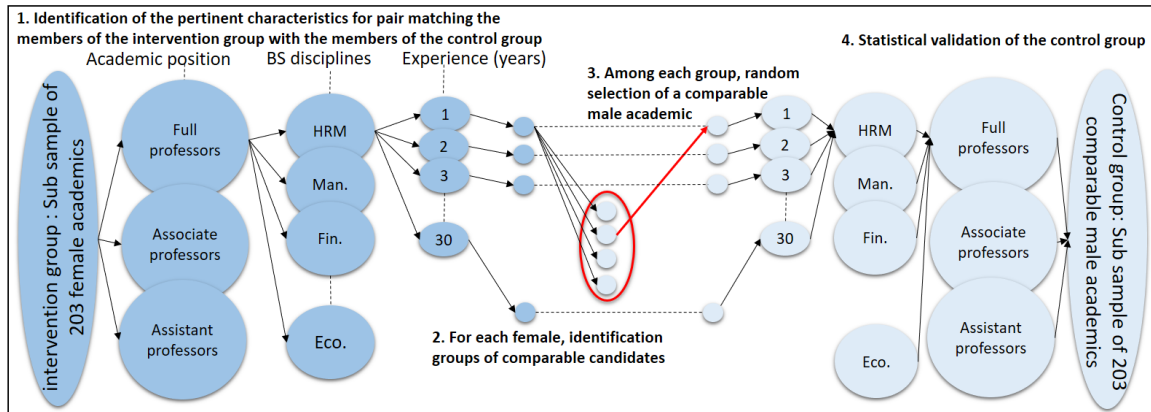 1. Identification of the pertinent characteristics for pair matching the
members of the intervention group with the members of the control group
Academic position
BS disciplines
Experience (years)
intervention group : Sub sample of
203 female academics
Full
professors
Associate
professors
Assistant
professors
HRM
Man.
Fin.
Eco.
1
2
3
30
2. For each female, identification
groups of comparable candidates
3. Among each group, random
selection of a comparable
male academic
4. Statistical validation of the control group
1
2
3
30
HRM
Man.
Fin.
Eco.
Full
professors
Associate
professors
Assistant
professors
Control group: Sub sample of 203
comparable male academics